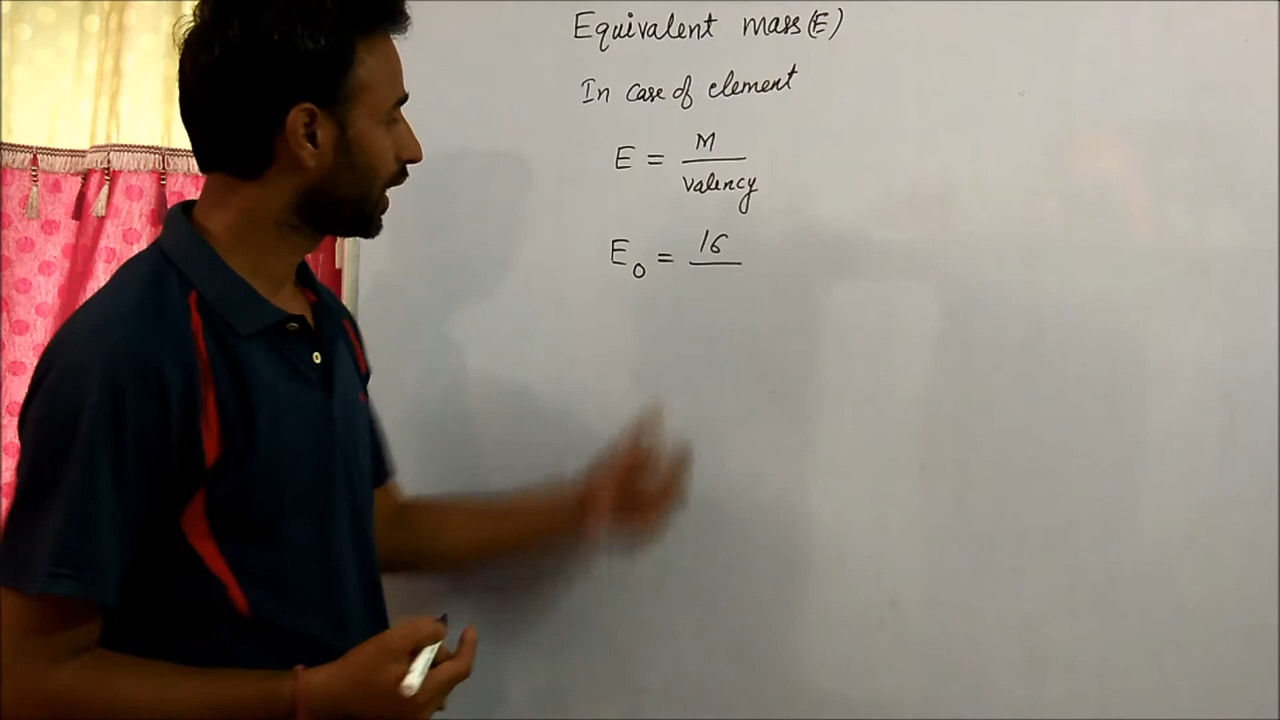 Equivalent mass (E)
In case of element
E = M / valency
E₀ = 16 /